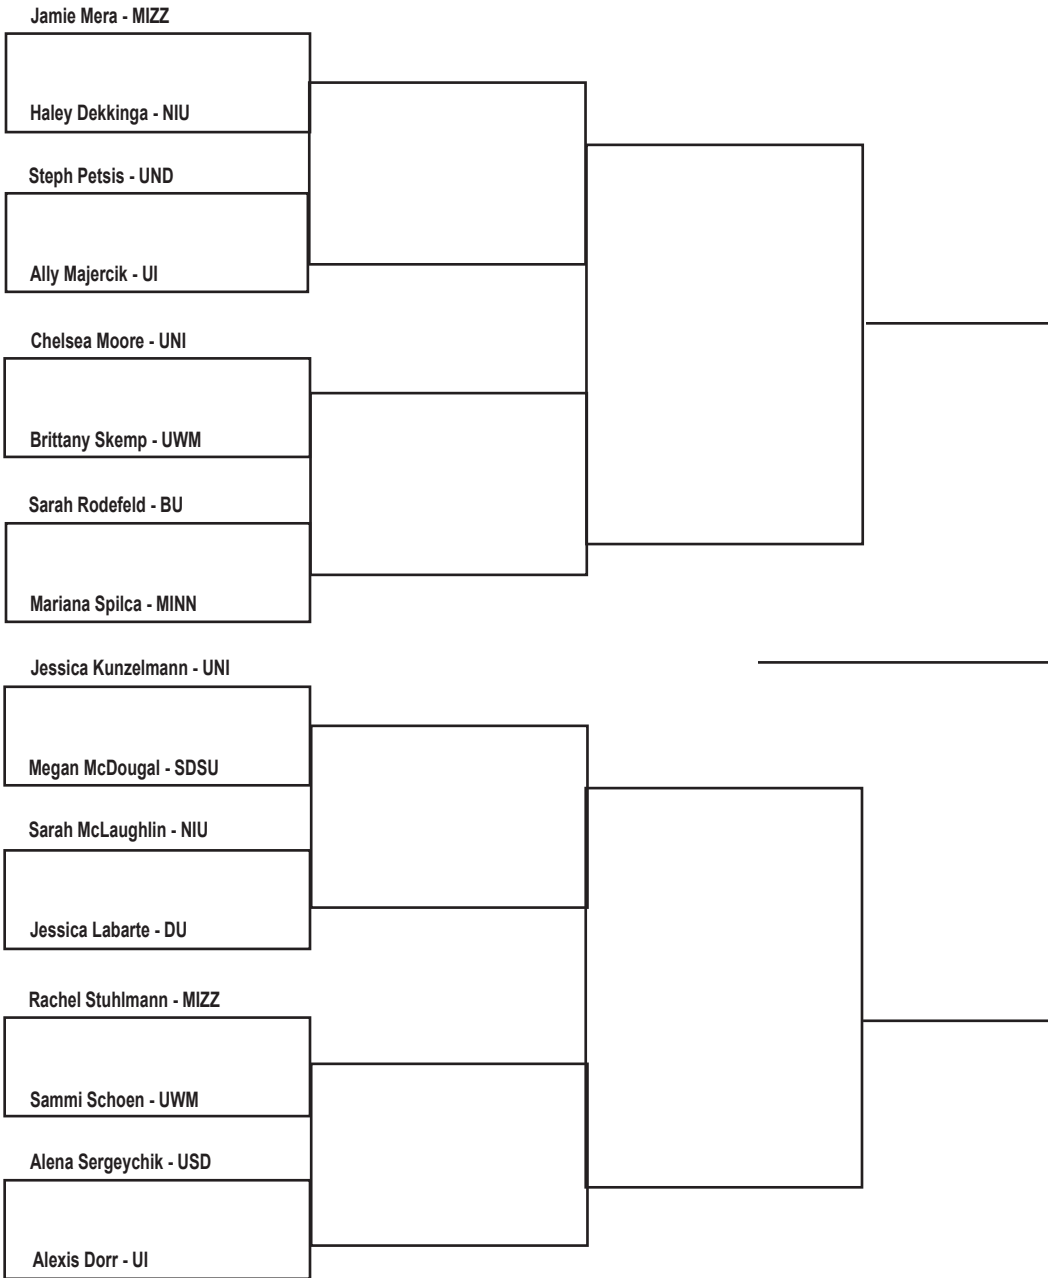 Jamie Mera - MIZZ
Haley Dekkinga - NIU
Steph Petsis - UND
Ally Majercik - UI
Chelsea Moore - UNI
Brittany Skemp - UWM
Sarah Rodefeld - BU
Mariana Spilca - MINN
Jessica Kunzelmann - UNI
Megan McDougal - SDSU
Sarah McLaughlin - NIU
Jessica Labarte - DU
Rachel Stuhlmann - MIZZ
Sammi Schoen - UWM
Alena Sergeychik - USD
Alexis Dorr - UI